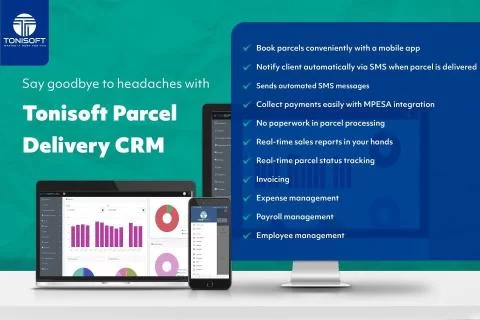 TONISOFT
Say goodbye to headaches with
Tonisoft Parcel
Delivery CRM
Book parcels conveniently with a mobile app
Notify client automatically via SMS when parcel is delivered
Sends automated SMS messages
Collect payments easily with MPESA integration
No paperwork in parcel processing
Real-time sales reports in your hands
Real-time parcel status tracking
Invoicing
Expense management
Payroll management
Employee management